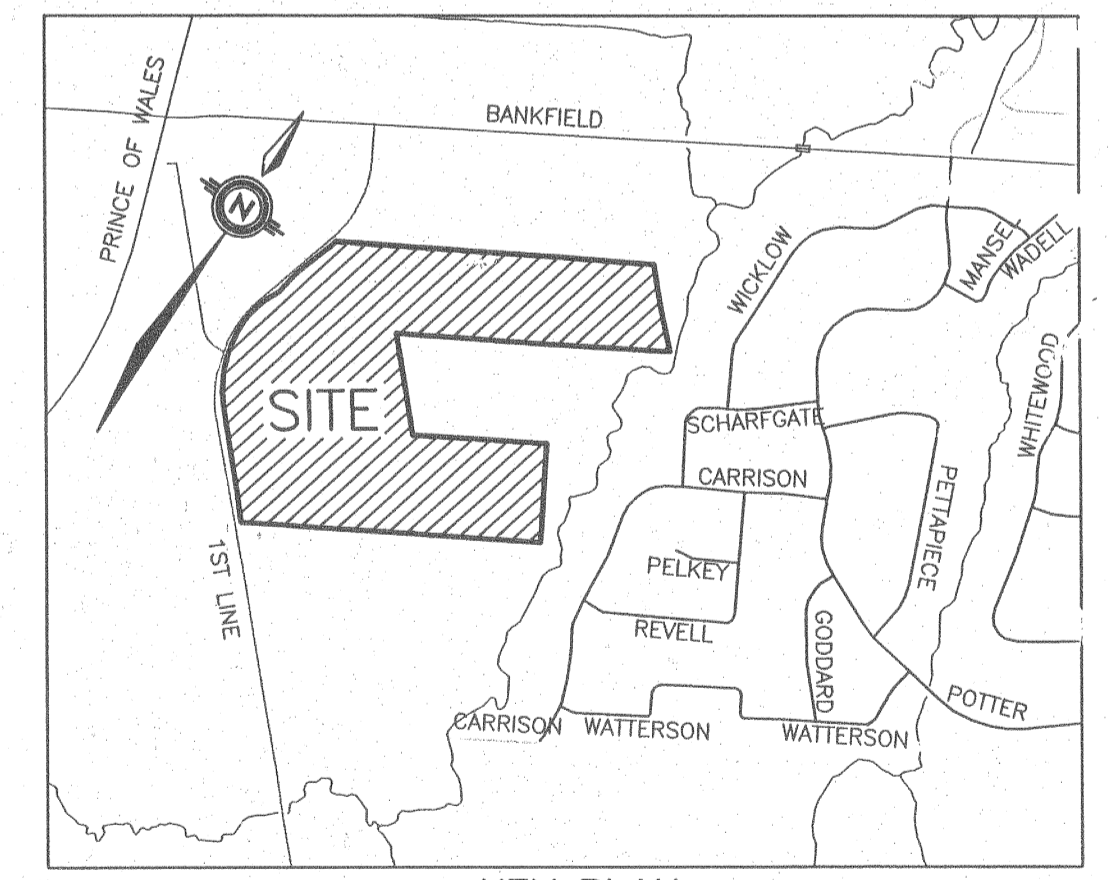 PRINCE OF WALES
BANKFIELD
N
WICKLOW
MANSEL
WADELL
WHITEWOOD
SITE
SCHARFGATE
CARRISON
PETTAPIECE
PELKEY
1ST LINE
REVELL
GODDARD
POTTER
CARRISON
WATTERSON
WATTERSON